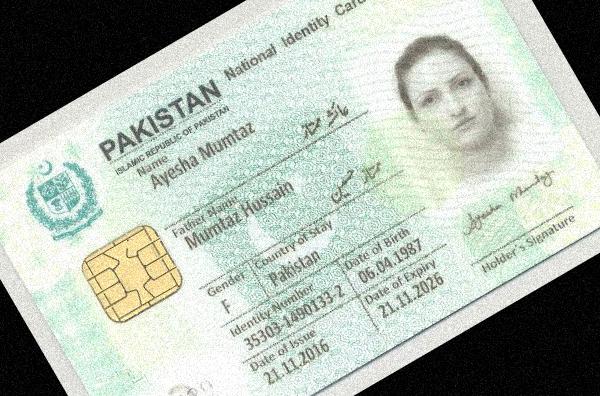 PAKISTAN National Identity Card
ISLAMIC REPUBLIC OF PAKISTAN
Name
Ayesha Mumtaz
عائشہ ممتاز
Father Name
Mumtaz Hussain
ممتاز حسین
Gender
F
Country of Stay
Pakistan
Identity Number
35303-1490133-2
Date of Birth
06.04.1987
Date of Issue
21.11.2016
Date of Expiry
21.11.2026
Ayesha Mumtaz
Holder's Signature